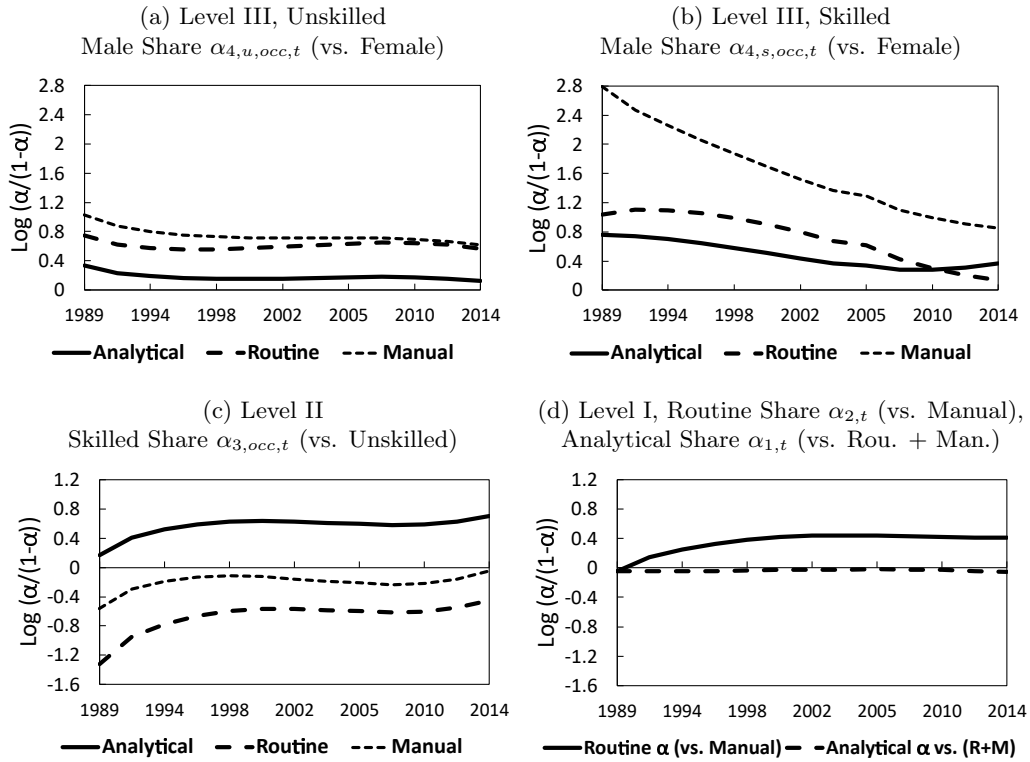 (a) Level III, Unskilled
Male Share α4,u,occ,t (vs. Female)
Log (α/(1-α))
2.8
2.4
2
1.6
1.2
0.8
0.4
0
1989 1994 1998 2002 2005 2010 2014
Analytical Routine Manual
(b) Level III, Skilled
Male Share α4,s,occ,t (vs. Female)
Log (α/(1-α))
2.8
2.4
2
1.6
1.2
0.8
0.4
0
1989 1994 1998 2002 2005 2010 2014
Analytical Routine Manual
(c) Level II
Skilled Share α3,occ,t (vs. Unskilled)
Log (α/(1-α))
1.2
0.8
0.4
0
-0.4
-0.8
-1.2
-1.6
1989 1994 1998 2002 2005 2010 2014
Analytical Routine Manual
(d) Level I, Routine Share α2,t (vs. Manual),
Analytical Share α1,t (vs. Rou. + Man.)
Log (α/(1-α))
1.2
0.8
0.4
0
-0.4
-0.8
-1.2
-1.6
1989 1994 1998 2002 2005 2010 2014
Routine α (vs. Manual) Analytical α vs. (R+M)